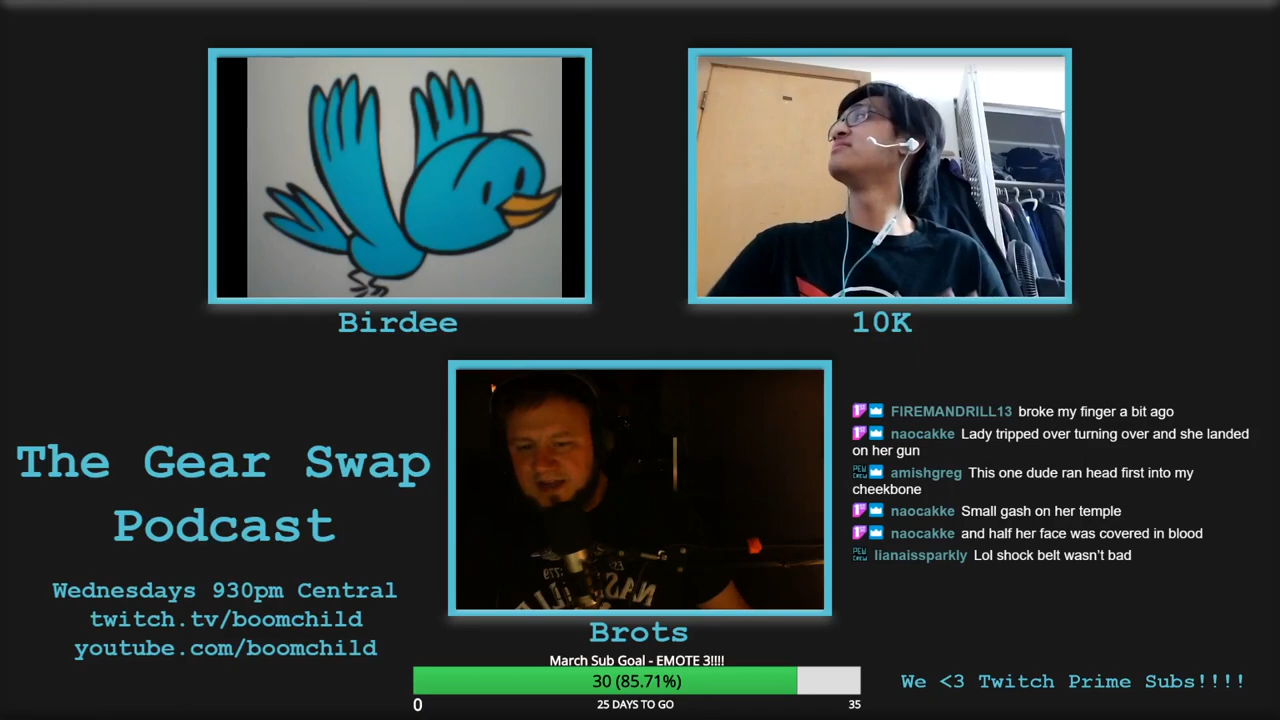 Birdee
10K
The Gear Swap
Podcast
Wednesdays 930pm Central
twitch.tv/boomchild
youtube.com/boomchild
Brots
FIREMANDRILL13 broke my finger a bit ago
naocakke Lady tripped over turning over and she landed
on her gun
amishgreg This one dude ran head first into my
cheekbone
naocakke Small gash on her temple
naocakke and half her face was covered in blood
lianaissparkly Lol shock belt wasn't bad
March Sub Goal - EMOTE 3!!!!
30 (85.71%)
0
25 DAYS TO GO
35
We <3 Twitch Prime Subs!!!!